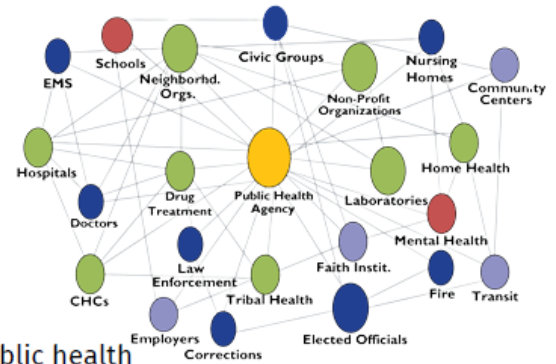 Civic Groups
Schools
Neighborhd.
Orgs.
EMS
Nursing
Homes
Community
Centers
Non-Profit
Organizations
Hospitals
Drug
Treatment
Public Health
Agency
Laboratories
Home Health
Doctors
Mental Health
Law
Enforcement
Faith Instit.
CHCs
Tribal Health
Fire
Transit
Employers
Elected Officials
Corrections
blic health